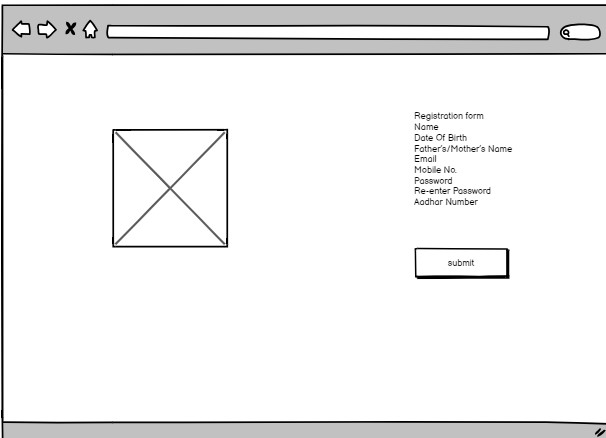 Registration form
Name
Date Of Birth
Father's/Mother's Name
Email
Mobile No.
Password
Re-enter Password
Aadhar Number
submit